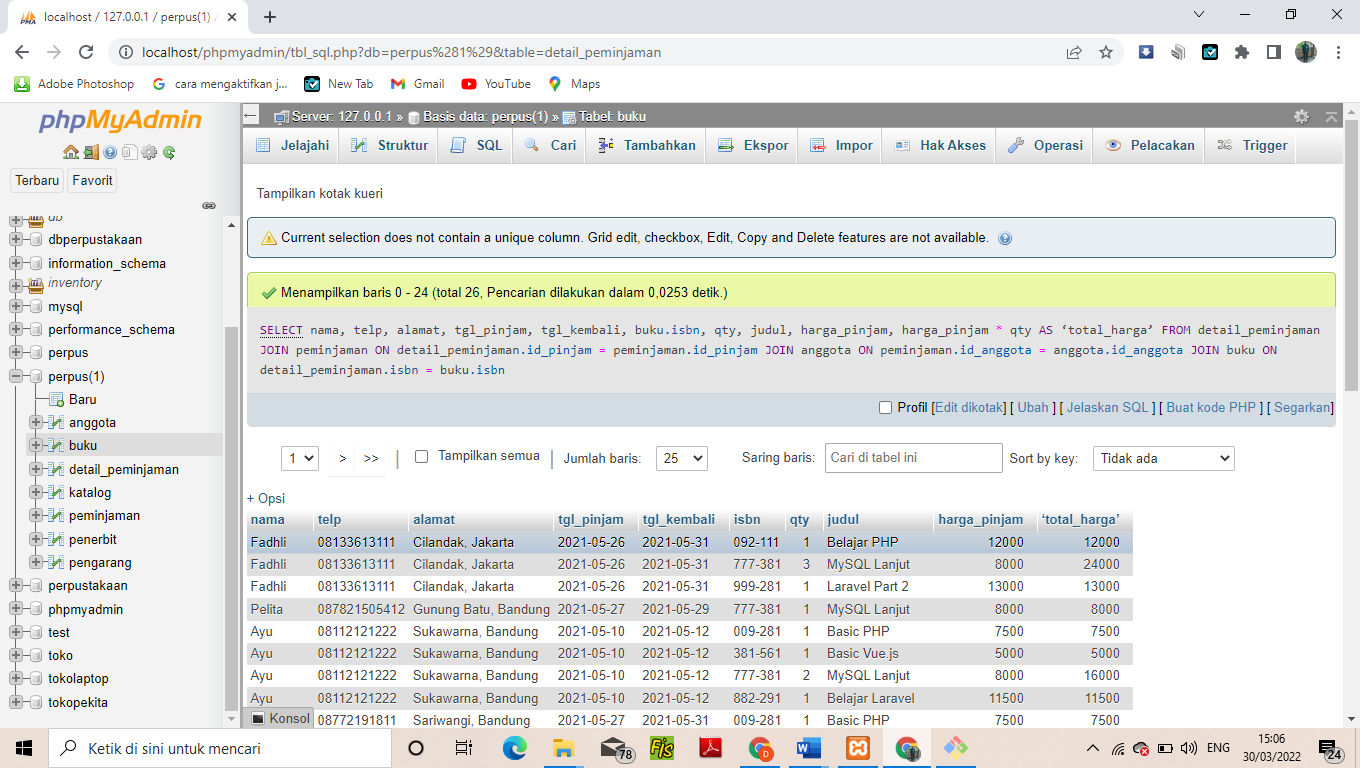 localhost / 127.0.0.1 / perpus(1) /
localhost/phpmyadmin/tbl_sql.php?db=perpus%281%29&table=detail_peminjaman
Adobe Photoshop cara mengaktifkan j... New Tab Gmail YouTube Maps
phpMyAdmin
Terbaru Favorit
db
dbperpustakaan
information_schema
inventory
mysql
performance_schema
perpus
perpus(1)
Baru
anggota
buku
detail_peminjaman
katalog
peminjaman
penerbit
pengarang
perpustakaan
phpmyadmin
test
toko
tokolaptop
tokopekita
Server: 127.0.0.1 » Basis data: perpus(1) » Tabel: buku
Jelajahi Struktur SQL Cari Tambahkan Ekspor Impor Hak Akses Operasi Pelacakan Trigger
Tampilkan kotak kueri
Current selection does not contain a unique column. Grid edit, checkbox, Edit, Copy and Delete features are not available.
Menampilkan baris 0 - 24 (total 26, Pencarian dilakukan dalam 0,0253 detik.)
SELECT nama, telp, alamat, tgl_pinjam, tgl_kembali, buku.isbn, qty, judul, harga_pinjam, harga_pinjam * qty AS ‘total_harga’ FROM detail_peminjaman
JOIN peminjaman ON detail_peminjaman.id_pinjam = peminjaman.id_pinjam JOIN anggota ON peminjaman.id_anggota = anggota.id_anggota JOIN buku ON
detail_peminjaman.isbn = buku.isbn
Profil [Edit dikotak] [ Ubah ] [ Jelaskan SQL ] [ Buat kode PHP ] [ Segarkan]
1 > >> | Tampilkan semua | Jumlah baris: 25 Saring baris: Cari di tabel ini Sort by key: Tidak ada
+ Opsi
nama telp alamat tgl_pinjam tgl_kembali isbn qty judul harga_pinjam ‘total_harga’
Fadhli 08133613111 Cilandak, Jakarta 2021-05-26 2021-05-31 092-111 1 Belajar PHP 12000 12000
Fadhli 08133613111 Cilandak, Jakarta 2021-05-26 2021-05-31 777-381 3 MySQL Lanjut 8000 24000
Fadhli 08133613111 Cilandak, Jakarta 2021-05-26 2021-05-31 999-281 1 Laravel Part 2 13000 13000
Pelita 087821505412 Gunung Batu, Bandung 2021-05-27 2021-05-29 777-381 1 MySQL Lanjut 8000 8000
Ayu 08112121222 Sukawarna, Bandung 2021-05-10 2021-05-12 009-281 1 Basic PHP 7500 7500
Ayu 08112121222 Sukawarna, Bandung 2021-05-10 2021-05-12 381-561 1 Basic Vue.js 5000 5000
Ayu 08112121222 Sukawarna, Bandung 2021-05-10 2021-05-12 777-381 2 MySQL Lanjut 8000 16000
Ayu 08112121222 Sukawarna, Bandung 2021-05-10 2021-05-12 882-291 1 Belajar Laravel 11500 11500
Konsol 08772191811 Sariwangi, Bandung 2021-05-27 2021-05-31 009-281 1 Basic PHP 7500 7500
Ketik di sini untuk mencari
78
ENG
15:06
30/03/2022
24